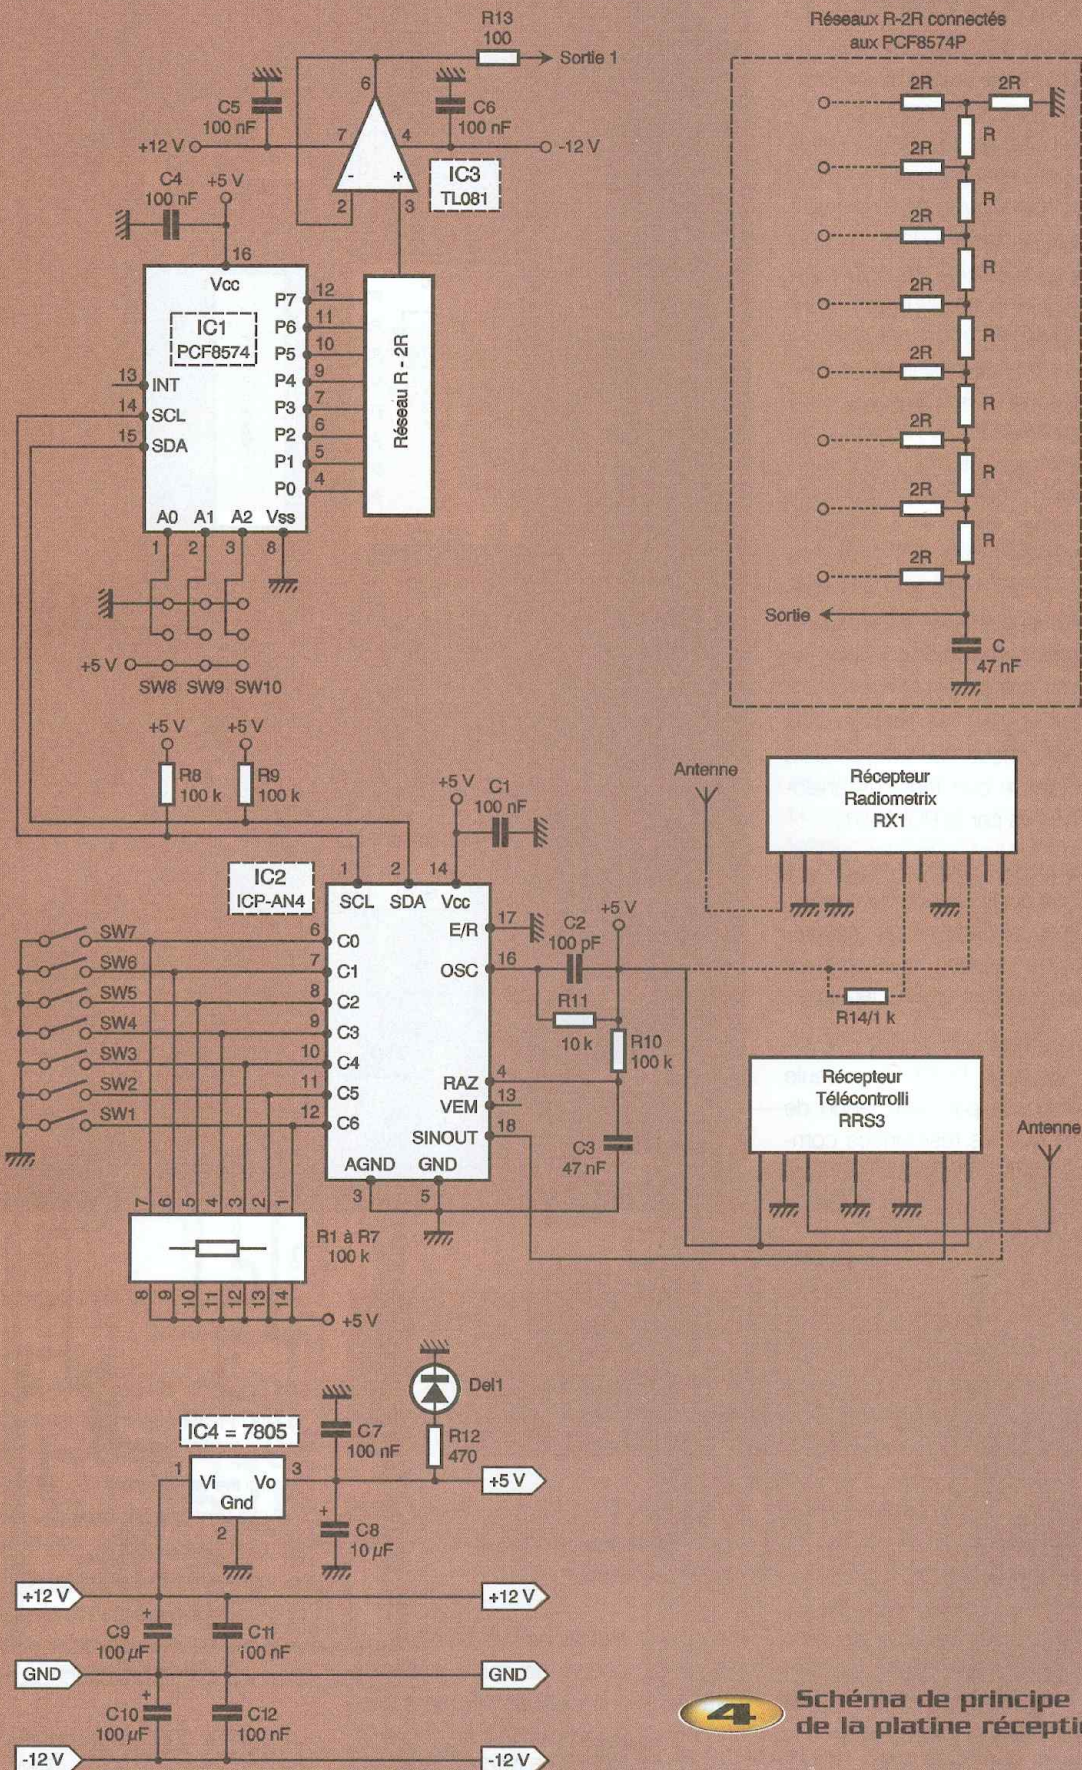 R13
100
Sortie 1
6
C5
100 nF
C6
100 nF
7
4
+12 V
-12 V
-
+
2
3
IC3
TL081
C4
100 nF
+5 V
16
Vcc
IC1
PCF8574
13
INT
14
SCL
15
SDA
P7
12
P6
11
P5
10
P4
9
P3
7
P2
6
P1
5
P0
4
Réseau R - 2R
A0
A1
A2
Vss
1
2
3
8
+5 V
SW8
SW9
SW10
Réseaux R-2R connectés
aux PCF8574P
2R
2R
R
2R
R
2R
R
2R
R
2R
R
2R
R
2R
R
2R
Sortie
C
47 nF
+5 V
+5 V
R8
100 k
R9
100 k
+5 V
C1
100 nF
IC2
ICP-AN4
1
2
14
SCL
SDA
Vcc
E/R
17
OSC
16
RAZ
4
VEM
13
SINOUT
18
AGND
GND
3
5
SW7
6
C0
SW6
7
C1
SW5
8
C2
SW4
9
C3
SW3
10
C4
SW2
11
C5
SW1
12
C6
C2
100 pF
+5 V
R11
10 k
R10
100 k
C3
47 nF
7
6
5
4
3
2
1
R1 à R7
100 k
8
9
10
11
12
13
14
+5 V
Antenne
Récepteur
Radiometrix
RX1
R14/1 k
Récepteur
Télécontrolli
RRS3
Antenne
Del1
R12
470
C7
100 nF
IC4 = 7805
1
Vi
Vo
3
Gnd
2
+5 V
+
C8
10 µF
+12 V
+12 V
+
C9
100 µF
C11
100 nF
GND
GND
+
C10
100 µF
C12
100 nF
-12 V
-12 V
4
Schéma de principe
de la platine récepti